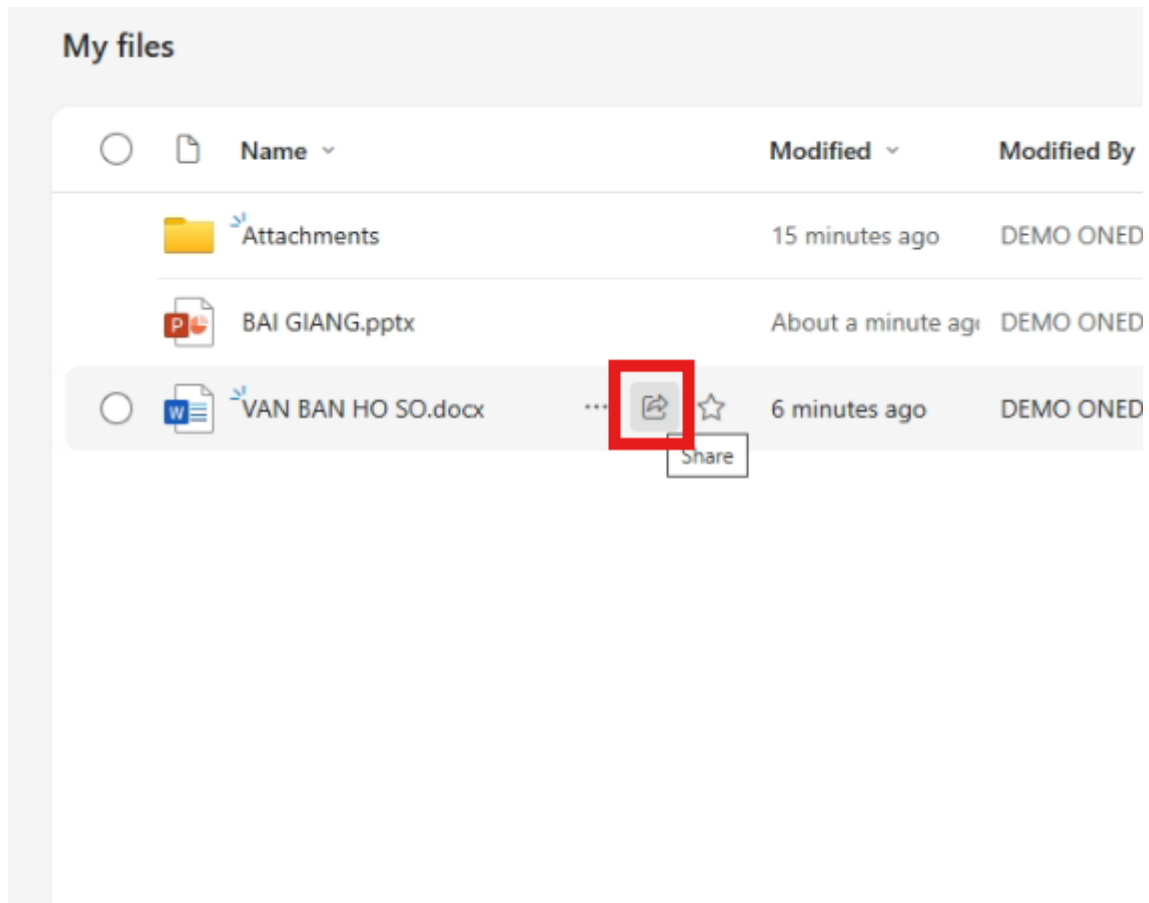 My files
Name Modified Modified By
Attachments 15 minutes ago DEMO ONED
BAI GIANG.pptx About a minute ag DEMO ONED
VAN BAN HO SO.docx 6 minutes ago DEMO ONED
Share